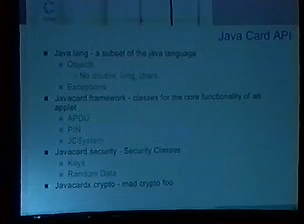 Java Card API
Java.lang - a subset of the java language
Objects
No double, long, chars
Exceptions
Javacard.framework - classes for the core functionality of an
applet
APDU
PIN
JCSystem
Javacard.security - Security Classes
Keys
Random Data
Javacardx.crypto - mad crypto foo